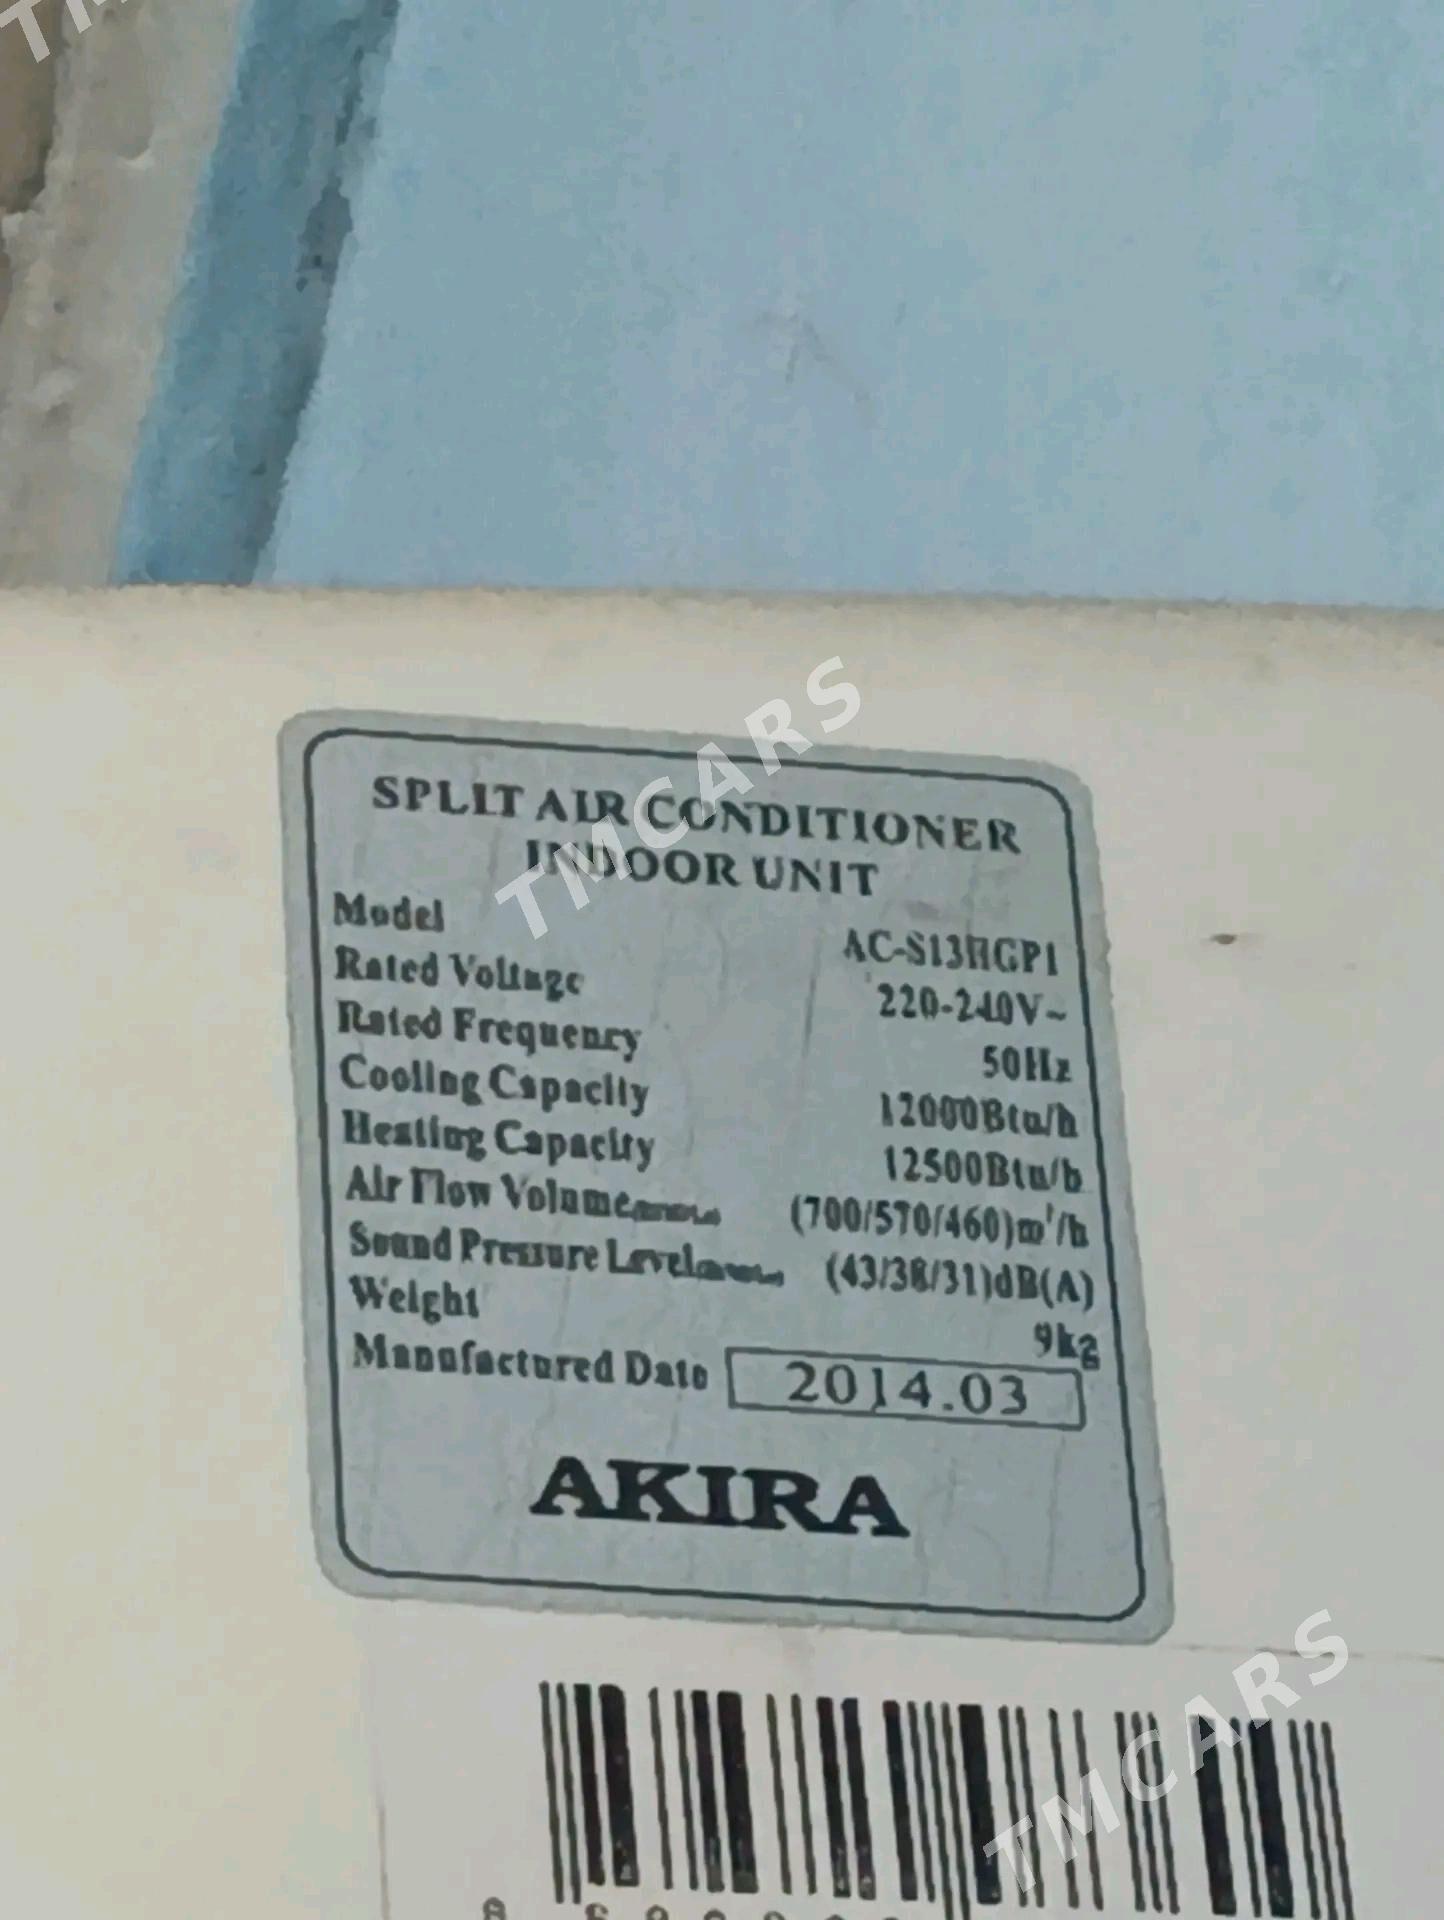 TMCARS
SPLIT AIR CONDITIONER
INDOOR UNIT
Model AC-S13HGP1
Rated Voltage 220-240V~
Rated Frequency 50Hz
Cooling Capacity 12000Btu/h
Heating Capacity 12500Btu/h
Air Flow Volume (700/570/460)m³/h
Sound Pressure Level (43/38/31)dB(A)
Weight 9kg
Manufactured Date 2014.03
AKIRA
TMCARS